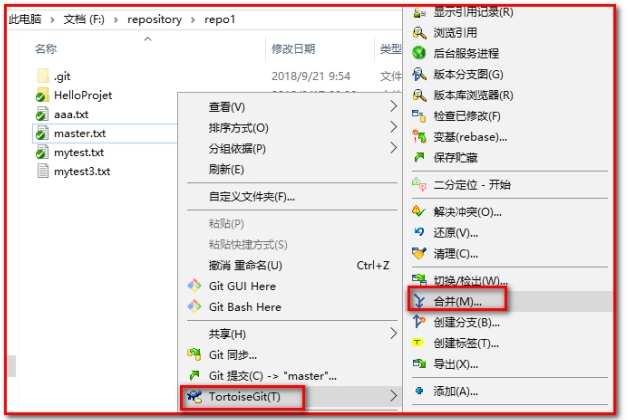 此电脑 › 文档 (F:) › repository › repo1
名称
修改日期
类型
.git
2018/9/21 9:54
文件
HelloProjet
aaa.txt
master.txt
mytest.txt
mytest3.txt
查看(V)
排序方式(O)
分组依据(P)
刷新(E)
自定义文件夹(F)...
粘贴(P)
粘贴快捷方式(S)
撤消 重命名(U) Ctrl+Z
Git GUI Here
Git Bash Here
共享(H)
Git 同步...
Git 提交(C) -> "master"...
TortoiseGit(T)
显示引用记录(R)
浏览引用
后台服务进程
版本分支图(G)
版本库浏览器(R)
检查已修改(F)
变基(rebase)...
保存贮藏
二分定位 - 开始
解决冲突(O)...
还原(V)...
清理(C)...
切换/检出(W)...
合并(M)...
创建分支(B)...
创建标签(T)...
导出(X)...
添加(A)...